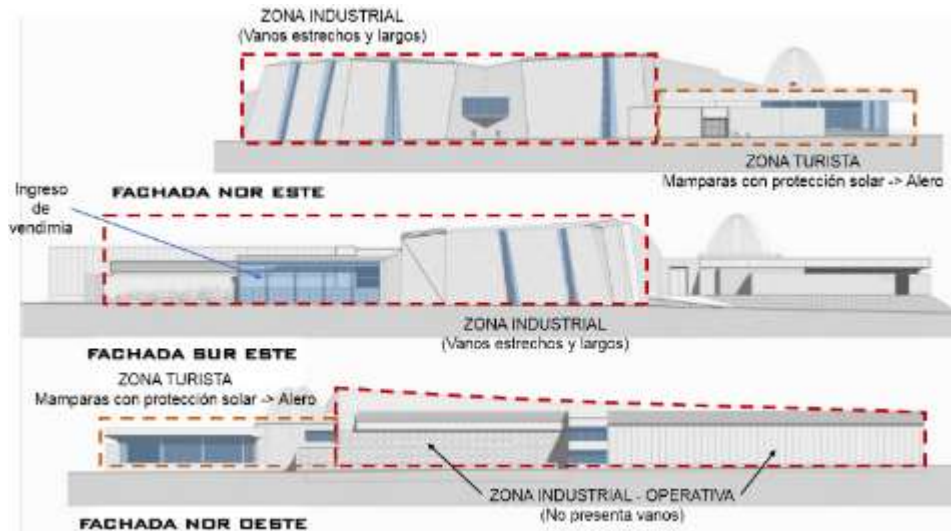 ZONA INDUSTRIAL
(Vanos estrechos y largos)
ZONA TURISTA
Mamparas con protección solar -> Alero
FACHADA NOR ESTE
Ingreso
de
vendimia
ZONA INDUSTRIAL
(Vanos estrechos y largos)
FACHADA SUR ESTE
ZONA TURISTA
Mamparas con protección solar -> Alero
ZONA INDUSTRIAL - OPERATIVA
(No presenta vanos)
FACHADA NOR OESTE